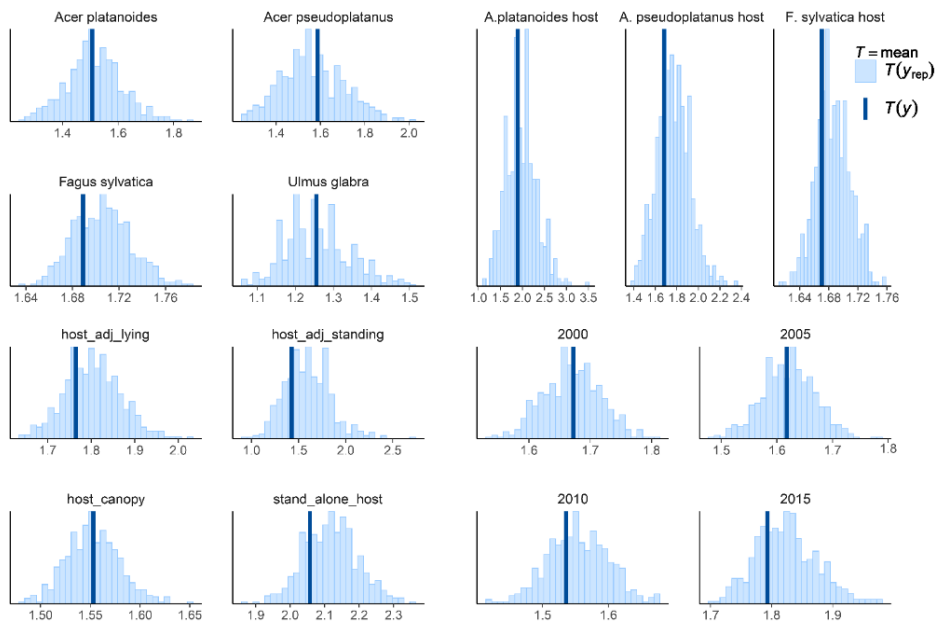 Acer platanoides
Acer pseudoplatanus
A.platanoides host
A. pseudoplatanus host
F. sylvatica host
T = mean
T(yrep)
T(y)
1.4 1.6 1.8
1.4 1.6 1.8 2.0
Fagus sylvatica
Ulmus glabra
1.64 1.68 1.72 1.76
1.1 1.2 1.3 1.4 1.5
1.0 1.5 2.0 2.5 3.0 3.5
1.4 1.6 1.8 2.0 2.2 2.4
1.64 1.68 1.72 1.76
host_adj_lying
host_adj_standing
2000
2005
1.7 1.8 1.9 2.0
1.0 1.5 2.0 2.5
1.6 1.7 1.8
1.5 1.6 1.7 1.8
host_canopy
stand_alone_host
2010
2015
1.50 1.55 1.60 1.65
1.9 2.0 2.1 2.2 2.3
1.5 1.6
1.7 1.8 1.9